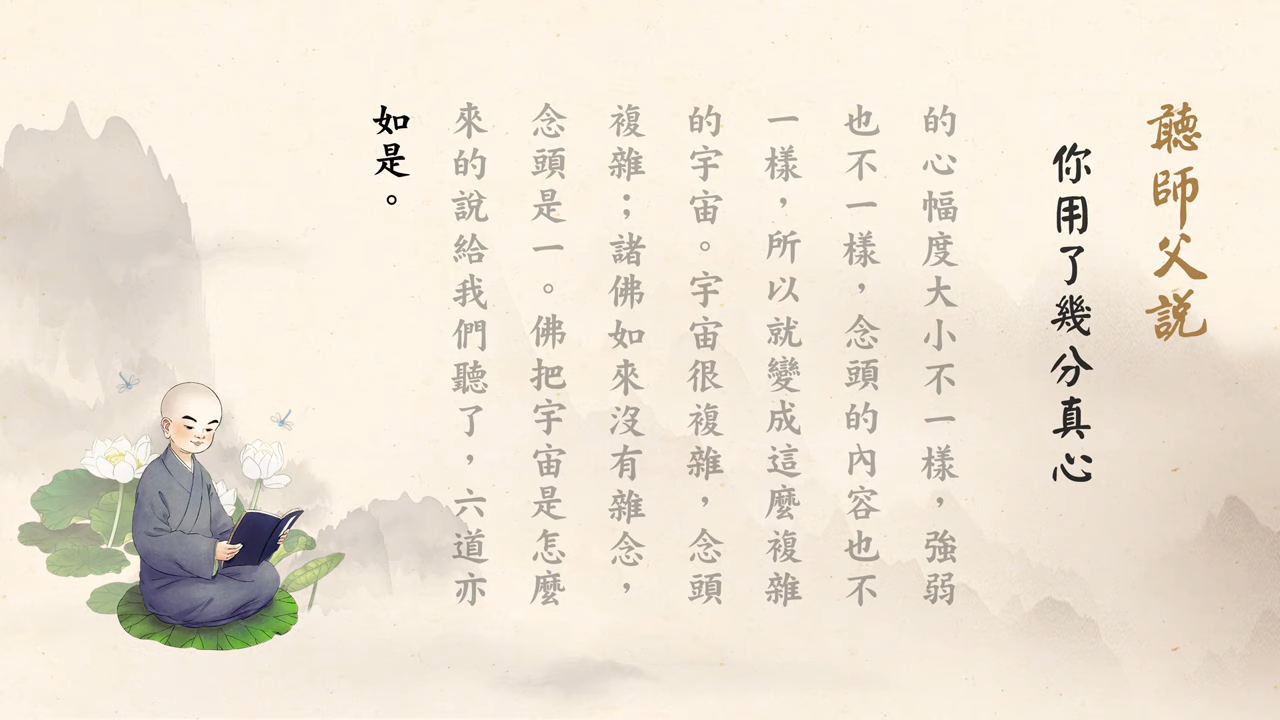 聽師父説
你用了幾分真心
的心幅度大小不一樣，強弱
也不一樣，念頭的內容也不
一樣，所以就變成這麼複雜
的宇宙。宇宙很複雜，念頭
複雜；諸佛如來沒有雜念，
念頭是一。佛把宇宙是怎麼
來的說給我們聽了，六道亦
如是。